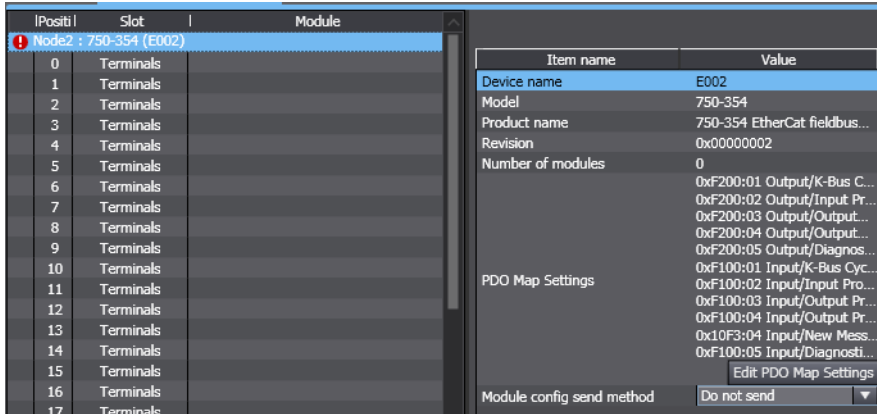 Positi Slot Module
Node2 : 750-354 (E002)
0 Terminals
1 Terminals
2 Terminals
3 Terminals
4 Terminals
5 Terminals
6 Terminals
7 Terminals
8 Terminals
9 Terminals
10 Terminals
11 Terminals
12 Terminals
13 Terminals
14 Terminals
15 Terminals
16 Terminals
17 Terminals
Item name Value
Device name E002
Model 750-354
Product name 750-354 EtherCat fieldbus...
Revision 0x00000002
Number of modules 0
PDO Map Settings
0xF200:01 Output/K-Bus C...
0xF200:02 Output/Input Pr...
0xF200:03 Output/Output...
0xF200:04 Output/Output...
0xF200:05 Output/Diagnos...
0xF100:01 Input/K-Bus Cyc...
0xF100:02 Input/Input Pro...
0xF100:03 Input/Output Pr...
0xF100:04 Input/Output Pr...
0x10F3:04 Input/New Mess...
0xF100:05 Input/Diagnosti...
Edit PDO Map Settings
Module config send method Do not send